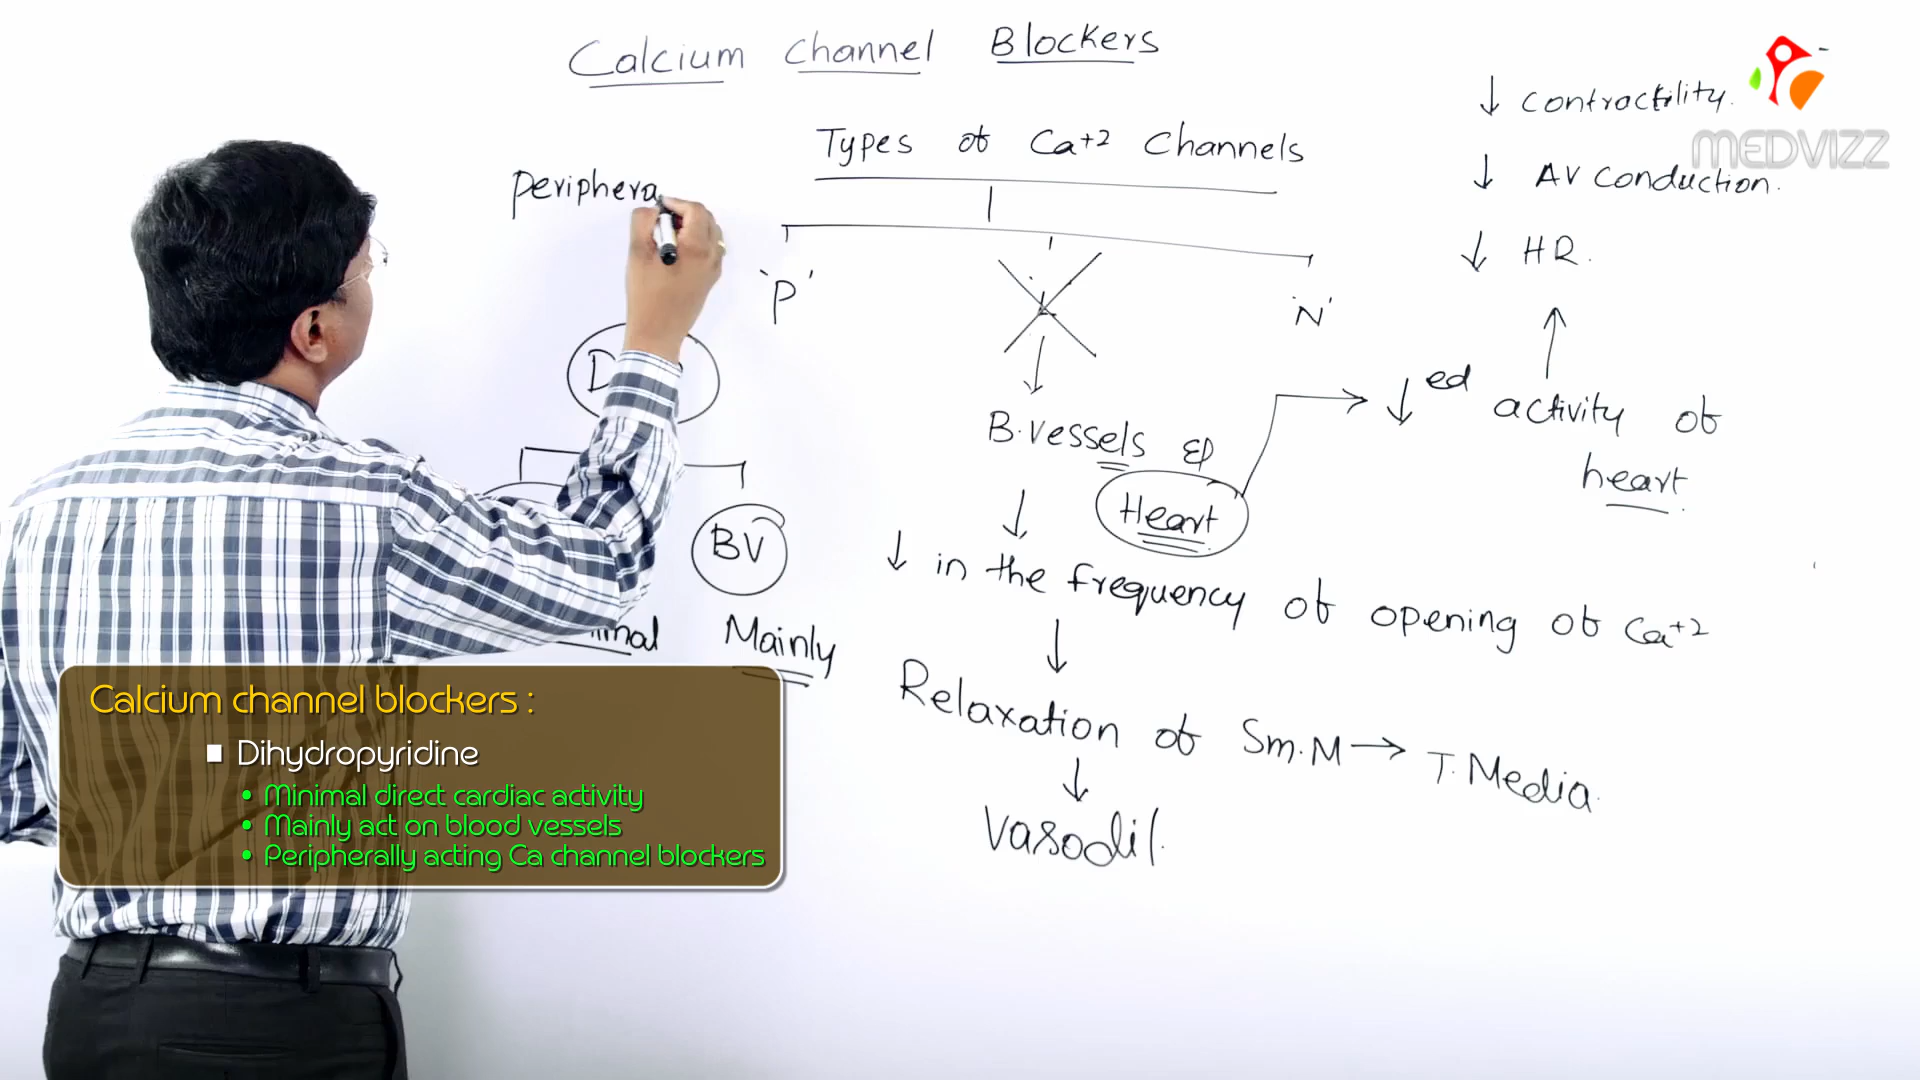 Calcium Channel Blockers
Types of Ca+2 Channels
Periphera
'P'
'N'
↓ contractility.
MEDVIZZ
↓ AV conduction.
↓ HR.
↓ ed activity of
heart
B.vessels &
Heart
↓ in the frequency of opening of Ca+2
BV
Mainly
Relaxation of Sm.M → T.Media
Vasodil.
Calcium channel blockers :
Dihydropyridine
• Minimal direct cardiac activity
• Mainly act on blood vessels
• Peripherally acting Ca channel blockers